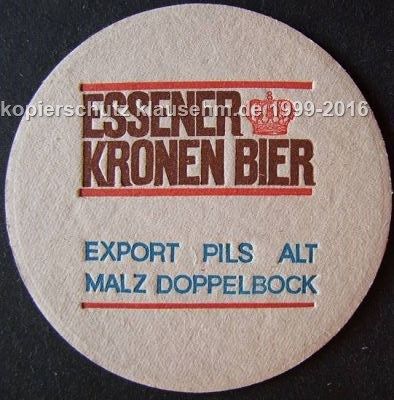 kopierschutz klausehm.de 1999-2016
ESSENER
KRONEN BIER
EXPORT PILS ALT
MALZ DOPPELBOCK